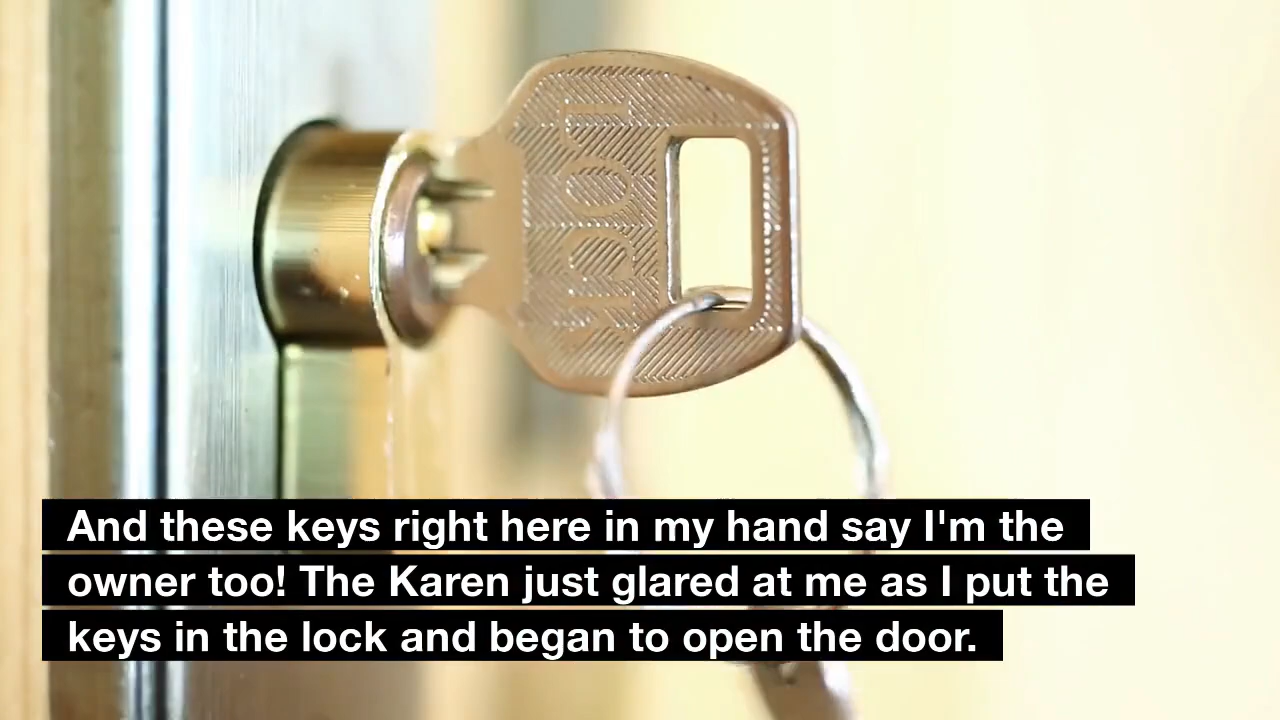 And these keys right here in my hand say I'm the
owner too! The Karen just glared at me as I put the
keys in the lock and began to open the door.